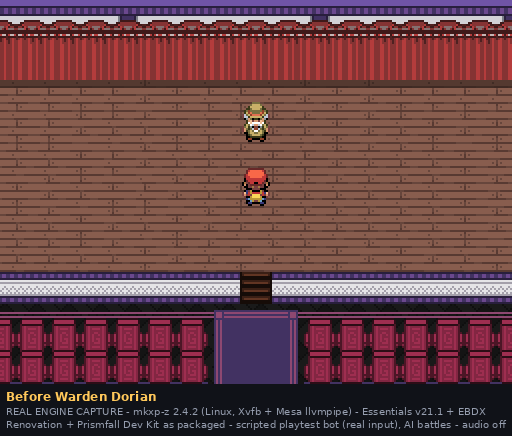 Before Warden Dorian
REAL ENGINE CAPTURE - mkxp-z 2.4.2 (Linux, Xvfb + Mesa llvmpipe) - Essentials v21.1 + EBDX
Renovation + Prismfall Dev Kit as packaged - scripted playtest bot (real input), AI battles - audio off